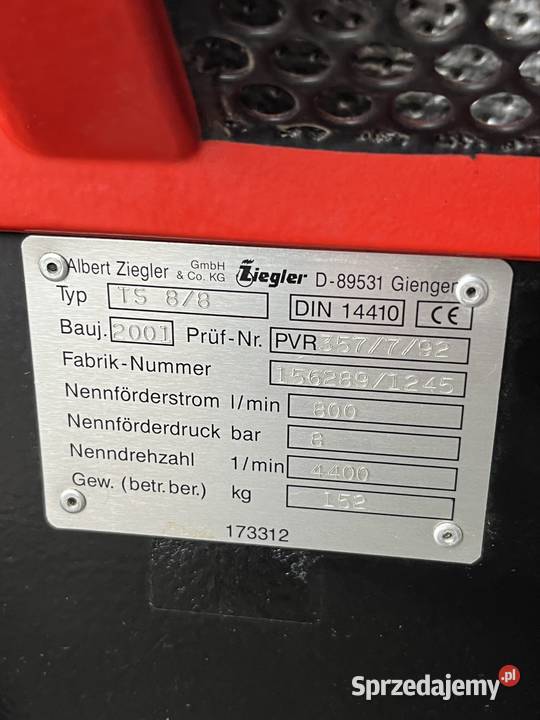 Albert Ziegler GmbH & Co. KG Ziegler D-89531 Giengen
Typ TS 8/8 DIN 14410 CE
Bauj. 2001 Prüf-Nr. PVR 357/7/92
Fabrik-Nummer 156289/1245
Nennförderstrom l/min 800
Nennförderdruck bar 8
Nenndrehzahl 1/min 4400
Gew. (betr.ber.) kg 152
173312
Sprzedajemy.pl